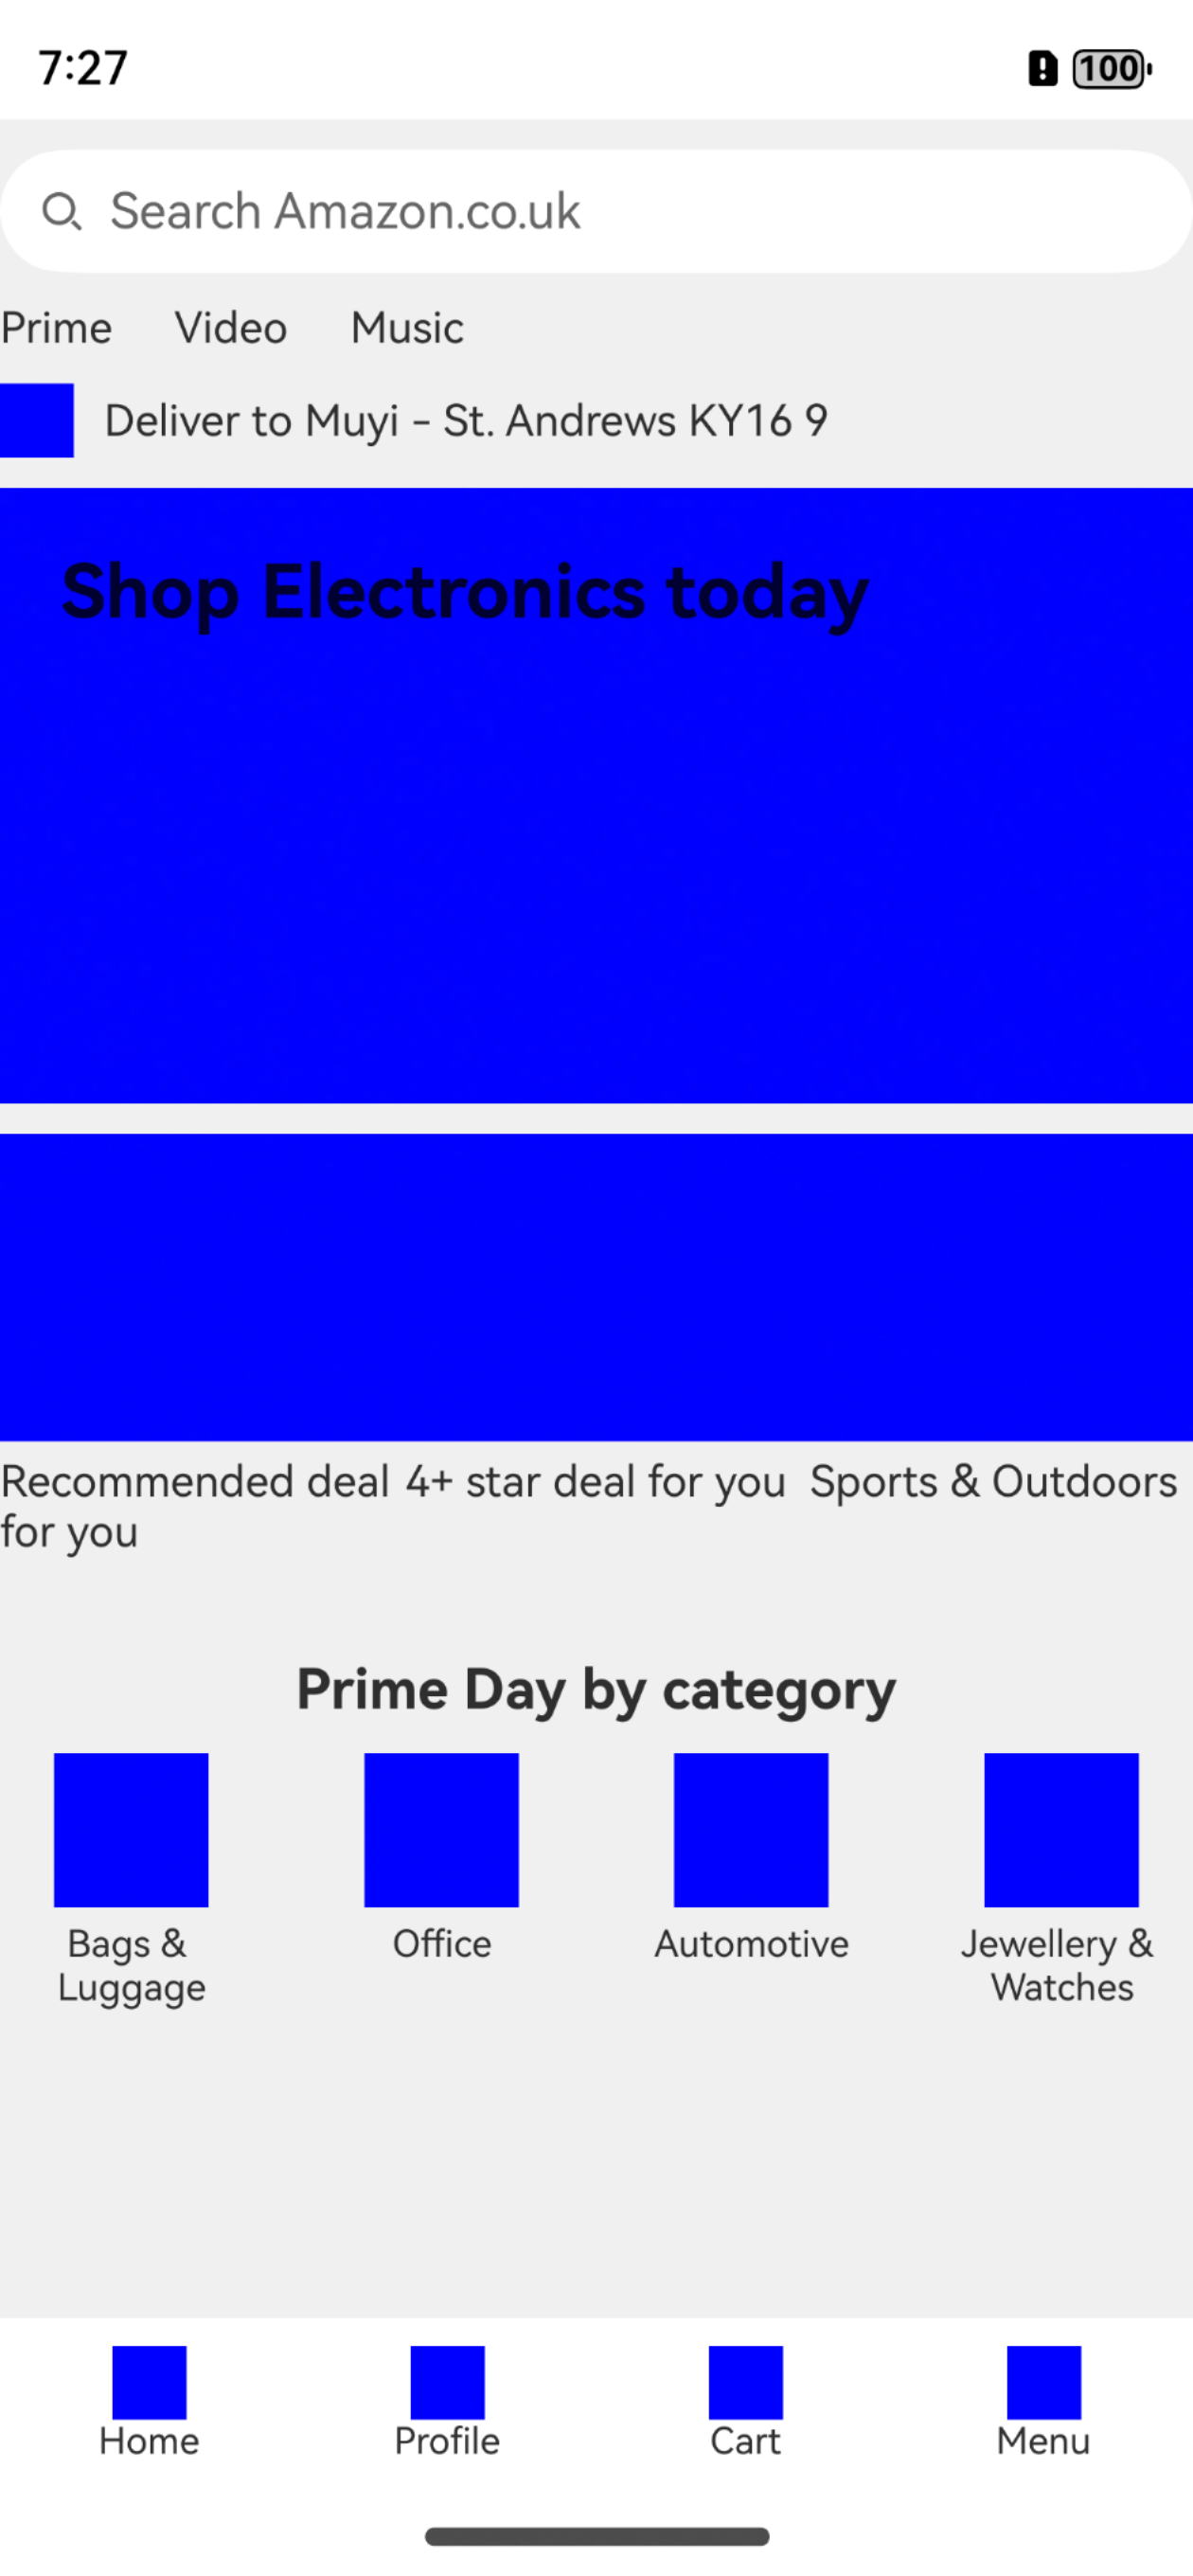 7:27
100
Search Amazon.co.uk
Prime Video Music
Deliver to Muyi - St. Andrews KY16 9
Shop Electronics today
Recommended deal for you
4+ star deal for you
Sports & Outdoors
Prime Day by category
Bags &
Luggage
Office
Automotive
Jewellery &
Watches
Home
Profile
Cart
Menu